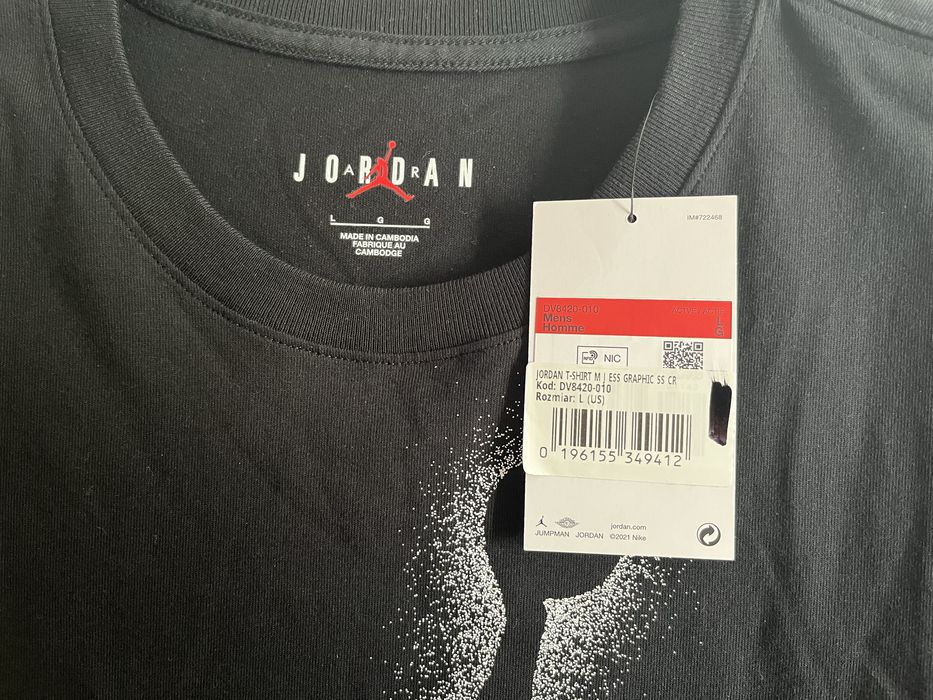 JORDAN
AIR
L G G
MADE IN CAMBODIA
FABRIQUE AU
CAMBODGE
IM#722468
DV8420-010
Mens
Homme
L
G
NIC
JORDAN T-SHIRT M J ESS GRAPHIC SS CR
Kod: DV8420-010
Rozmiar: L (US)
0 196155 349412
JUMPMAN JORDAN
jordan.com
©2021 Nike